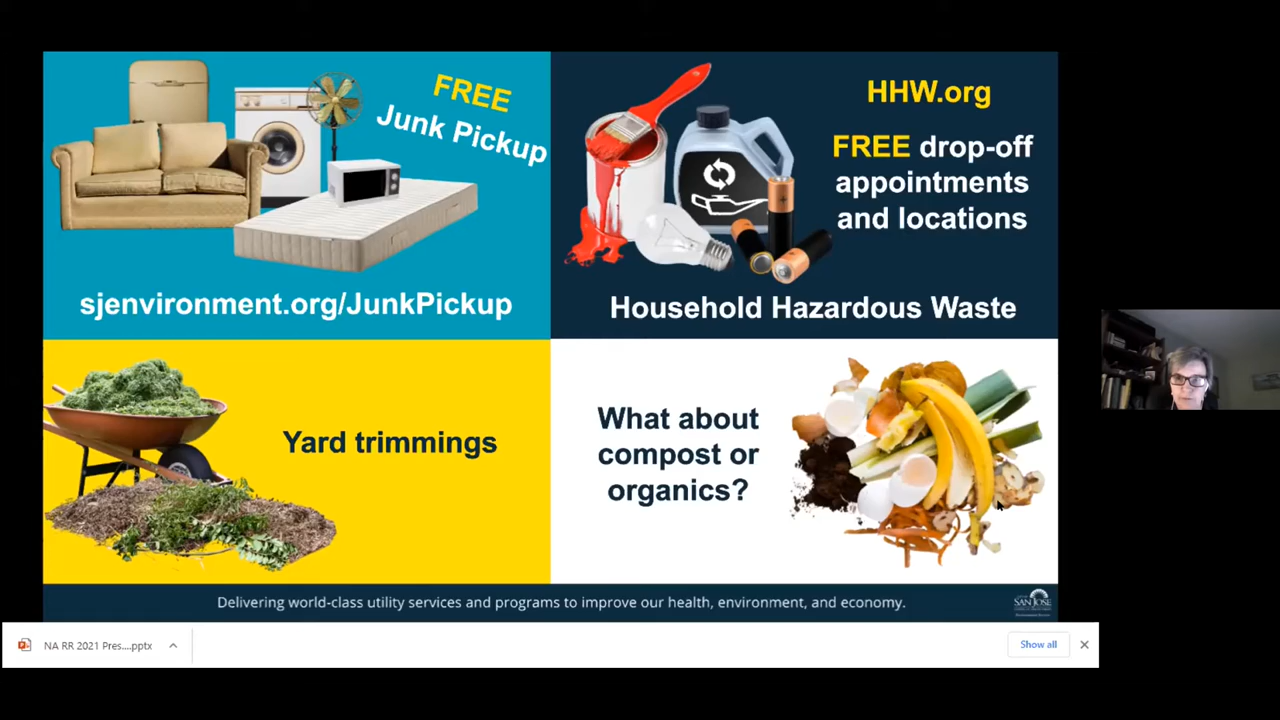 FREE
Junk Pickup
sjenvironment.org/JunkPickup
HHW.org
FREE drop-off
appointments
and locations
Household Hazardous Waste
Yard trimmings
What about
compost or
organics?
Delivering world-class utility services and programs to improve our health, environment, and economy.
SAN JOSE
NA RR 2021 Pres....pptx
Show all